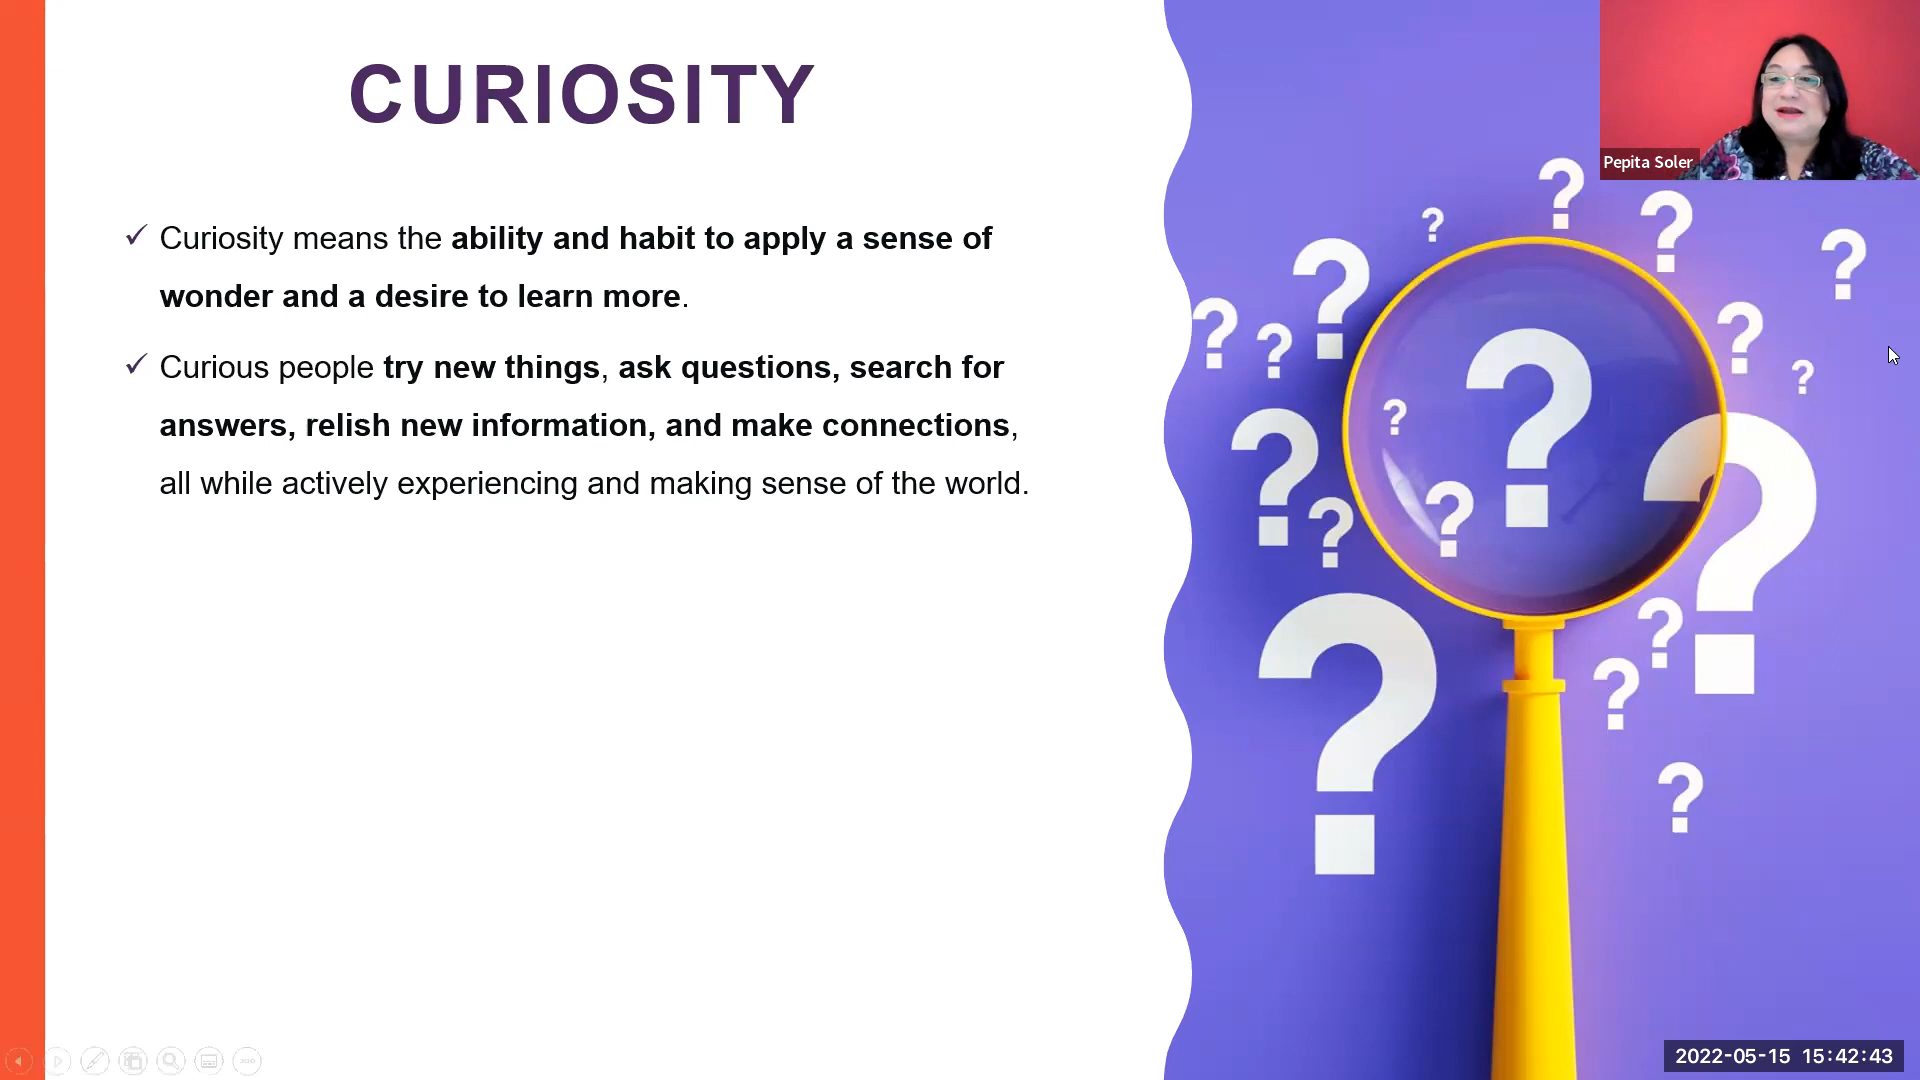 CURIOSITY
Pepita Soler
✓ Curiosity means the ability and habit to apply a sense of
wonder and a desire to learn more.
✓ Curious people try new things, ask questions, search for
answers, relish new information, and make connections,
all while actively experiencing and making sense of the world.
? ? ? ? ? ? ? ? ? ? ? ? ? ? ? ? ? ? ? ?
2022-05-15 15:42:43